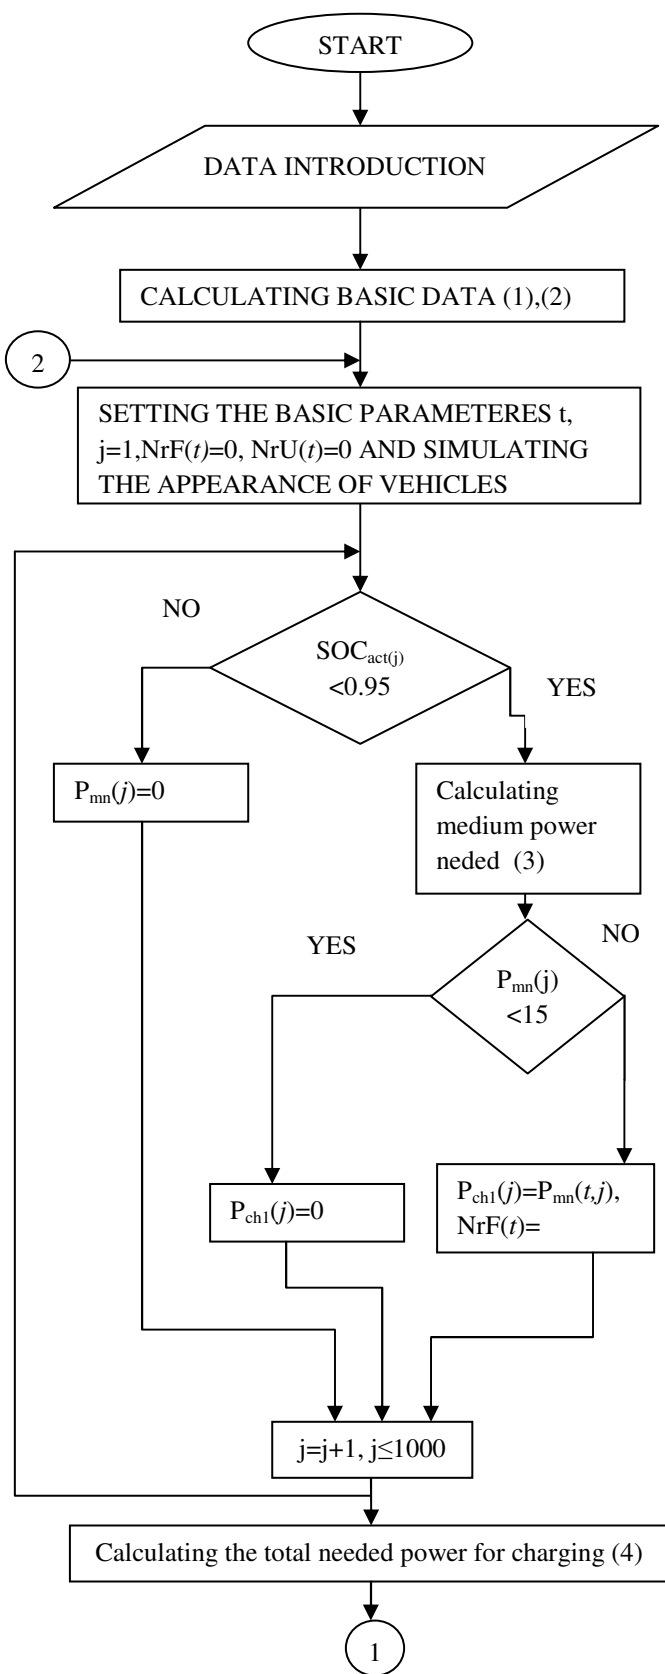 START
DATA INTRODUCTION
CALCULATING BASIC DATA (1),(2)
2
SETTING THE BASIC PARAMETERES t,
j=1,NrF(t)=0, NrU(t)=0 AND SIMULATING
THE APPEARANCE OF VEHICLES
NO
SOCact(j)
<0.95
YES
Pmn(j)=0
Calculating
medium power
neded (3)
YES
NO
Pmn(j)
<15
Pch1(j)=0
Pch1(j)=Pmn(t,j),
NrF(t)=
j=j+1, j≤1000
Calculating the total needed power for charging (4)
1